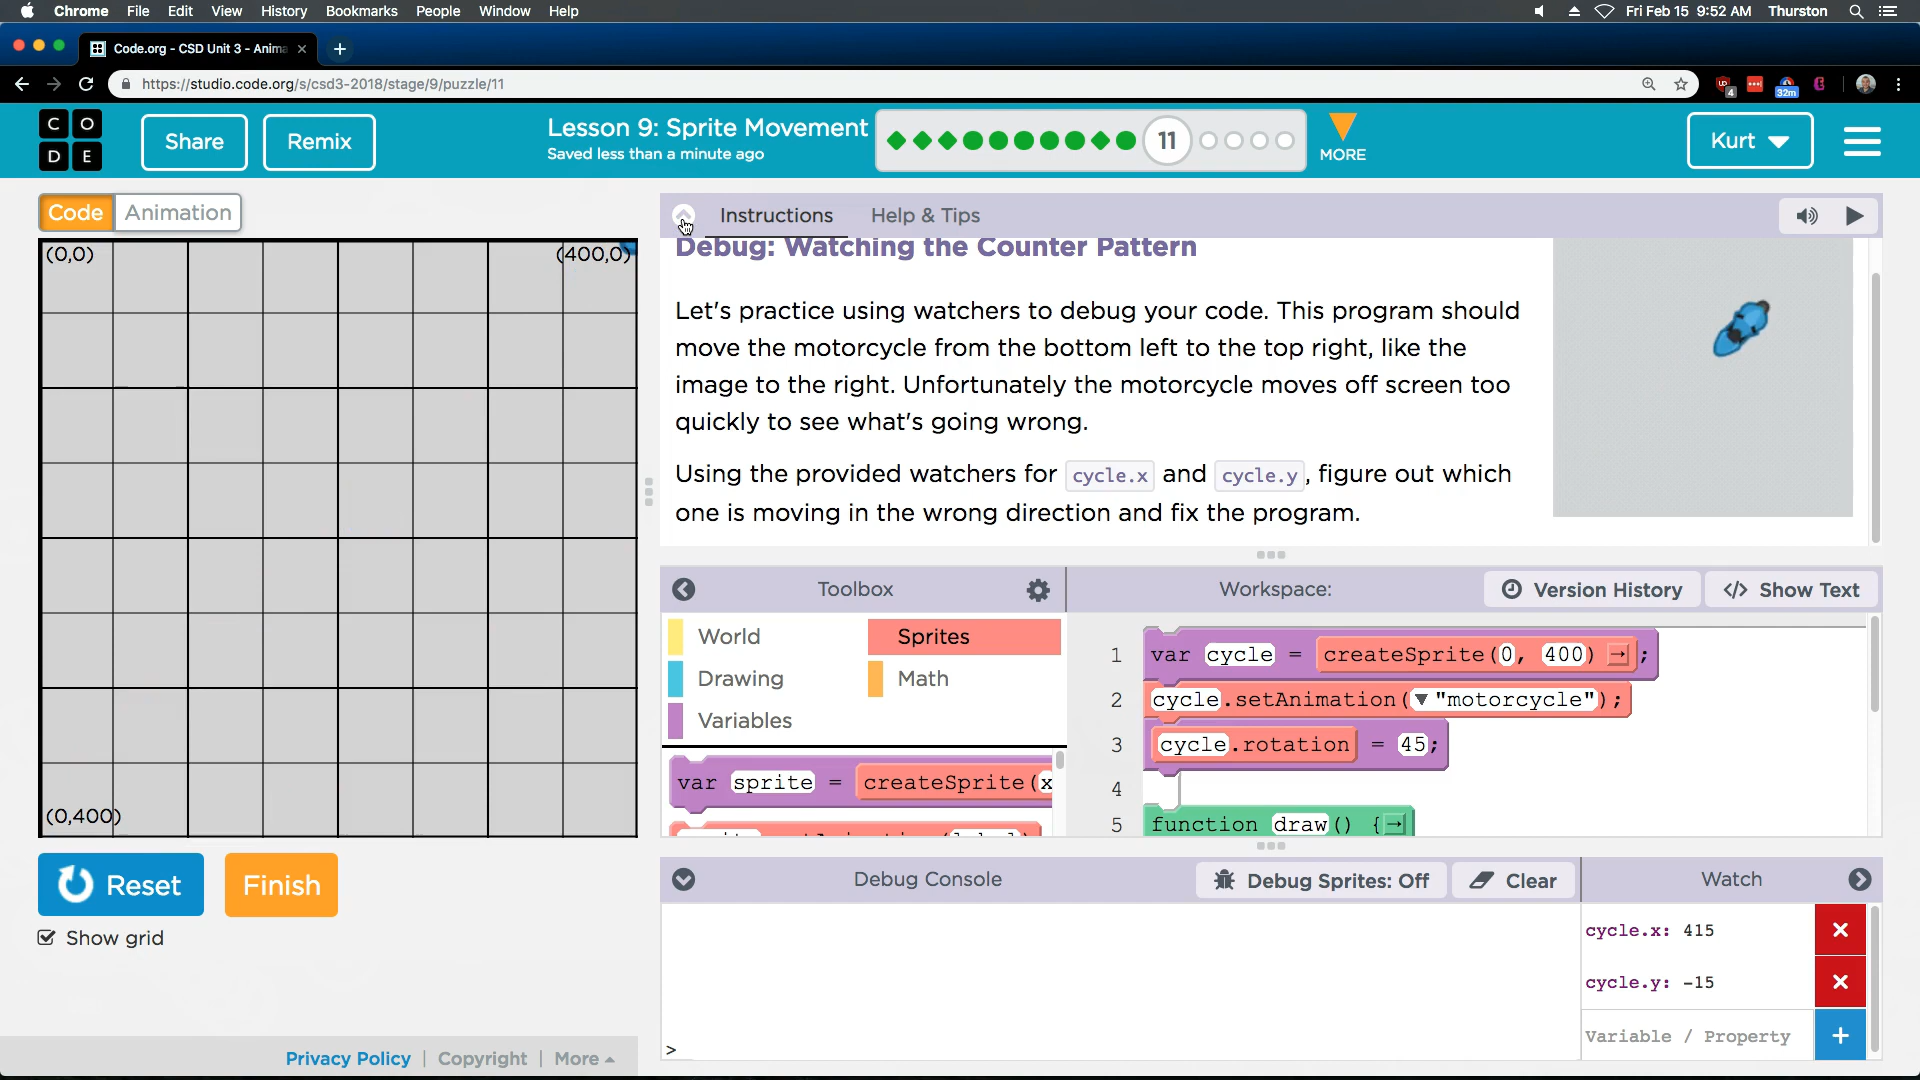 Chrome File Edit View History Bookmarks People Window Help Fri Feb 15 9:52 AM Thurston
Code.org - CSD Unit 3 - Anima
https://studio.code.org/s/csd3-2018/stage/9/puzzle/11
4 32m
C O
D E
Share Remix
Lesson 9: Sprite Movement
Saved less than a minute ago
11
MORE
Kurt
Code Animation
Instructions Help & Tips
(0,0) (400,0)
(0,400)
Debug: Watching the Counter Pattern
Let's practice using watchers to debug your code. This program should
move the motorcycle from the bottom left to the top right, like the
image to the right. Unfortunately the motorcycle moves off screen too
quickly to see what's going wrong.
Using the provided watchers for cycle.x and cycle.y, figure out which
one is moving in the wrong direction and fix the program.
Toolbox
Workspace:
Version History
</> Show Text
World Sprites
Drawing Math
Variables
var sprite = createSprite(x
1 var cycle = createSprite(0, 400) → ;
2 cycle.setAnimation(▼"motorcycle");
3 cycle.rotation = 45;
4
5 function draw() {→
Reset Finish
Show grid
Debug Console
Debug Sprites: Off
Clear
Watch
cycle.x: 415
cycle.y: -15
Variable / Property
>
Privacy Policy | Copyright | More